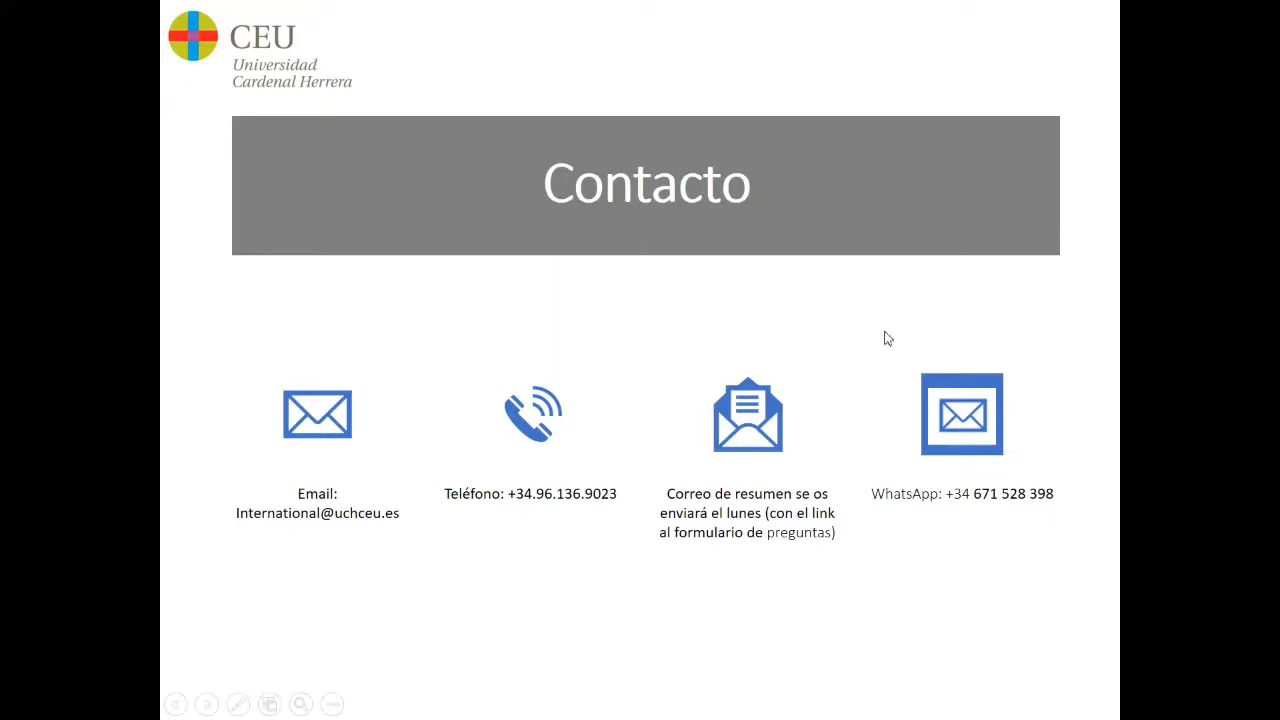 CEU
Universidad
Cardenal Herrera
Contacto
Email:
International@uchceu.es
Teléfono: +34.96.136.9023
Correo de resumen se os
enviará el lunes (con el link
al formulario de preguntas)
WhatsApp: +34 671 528 398